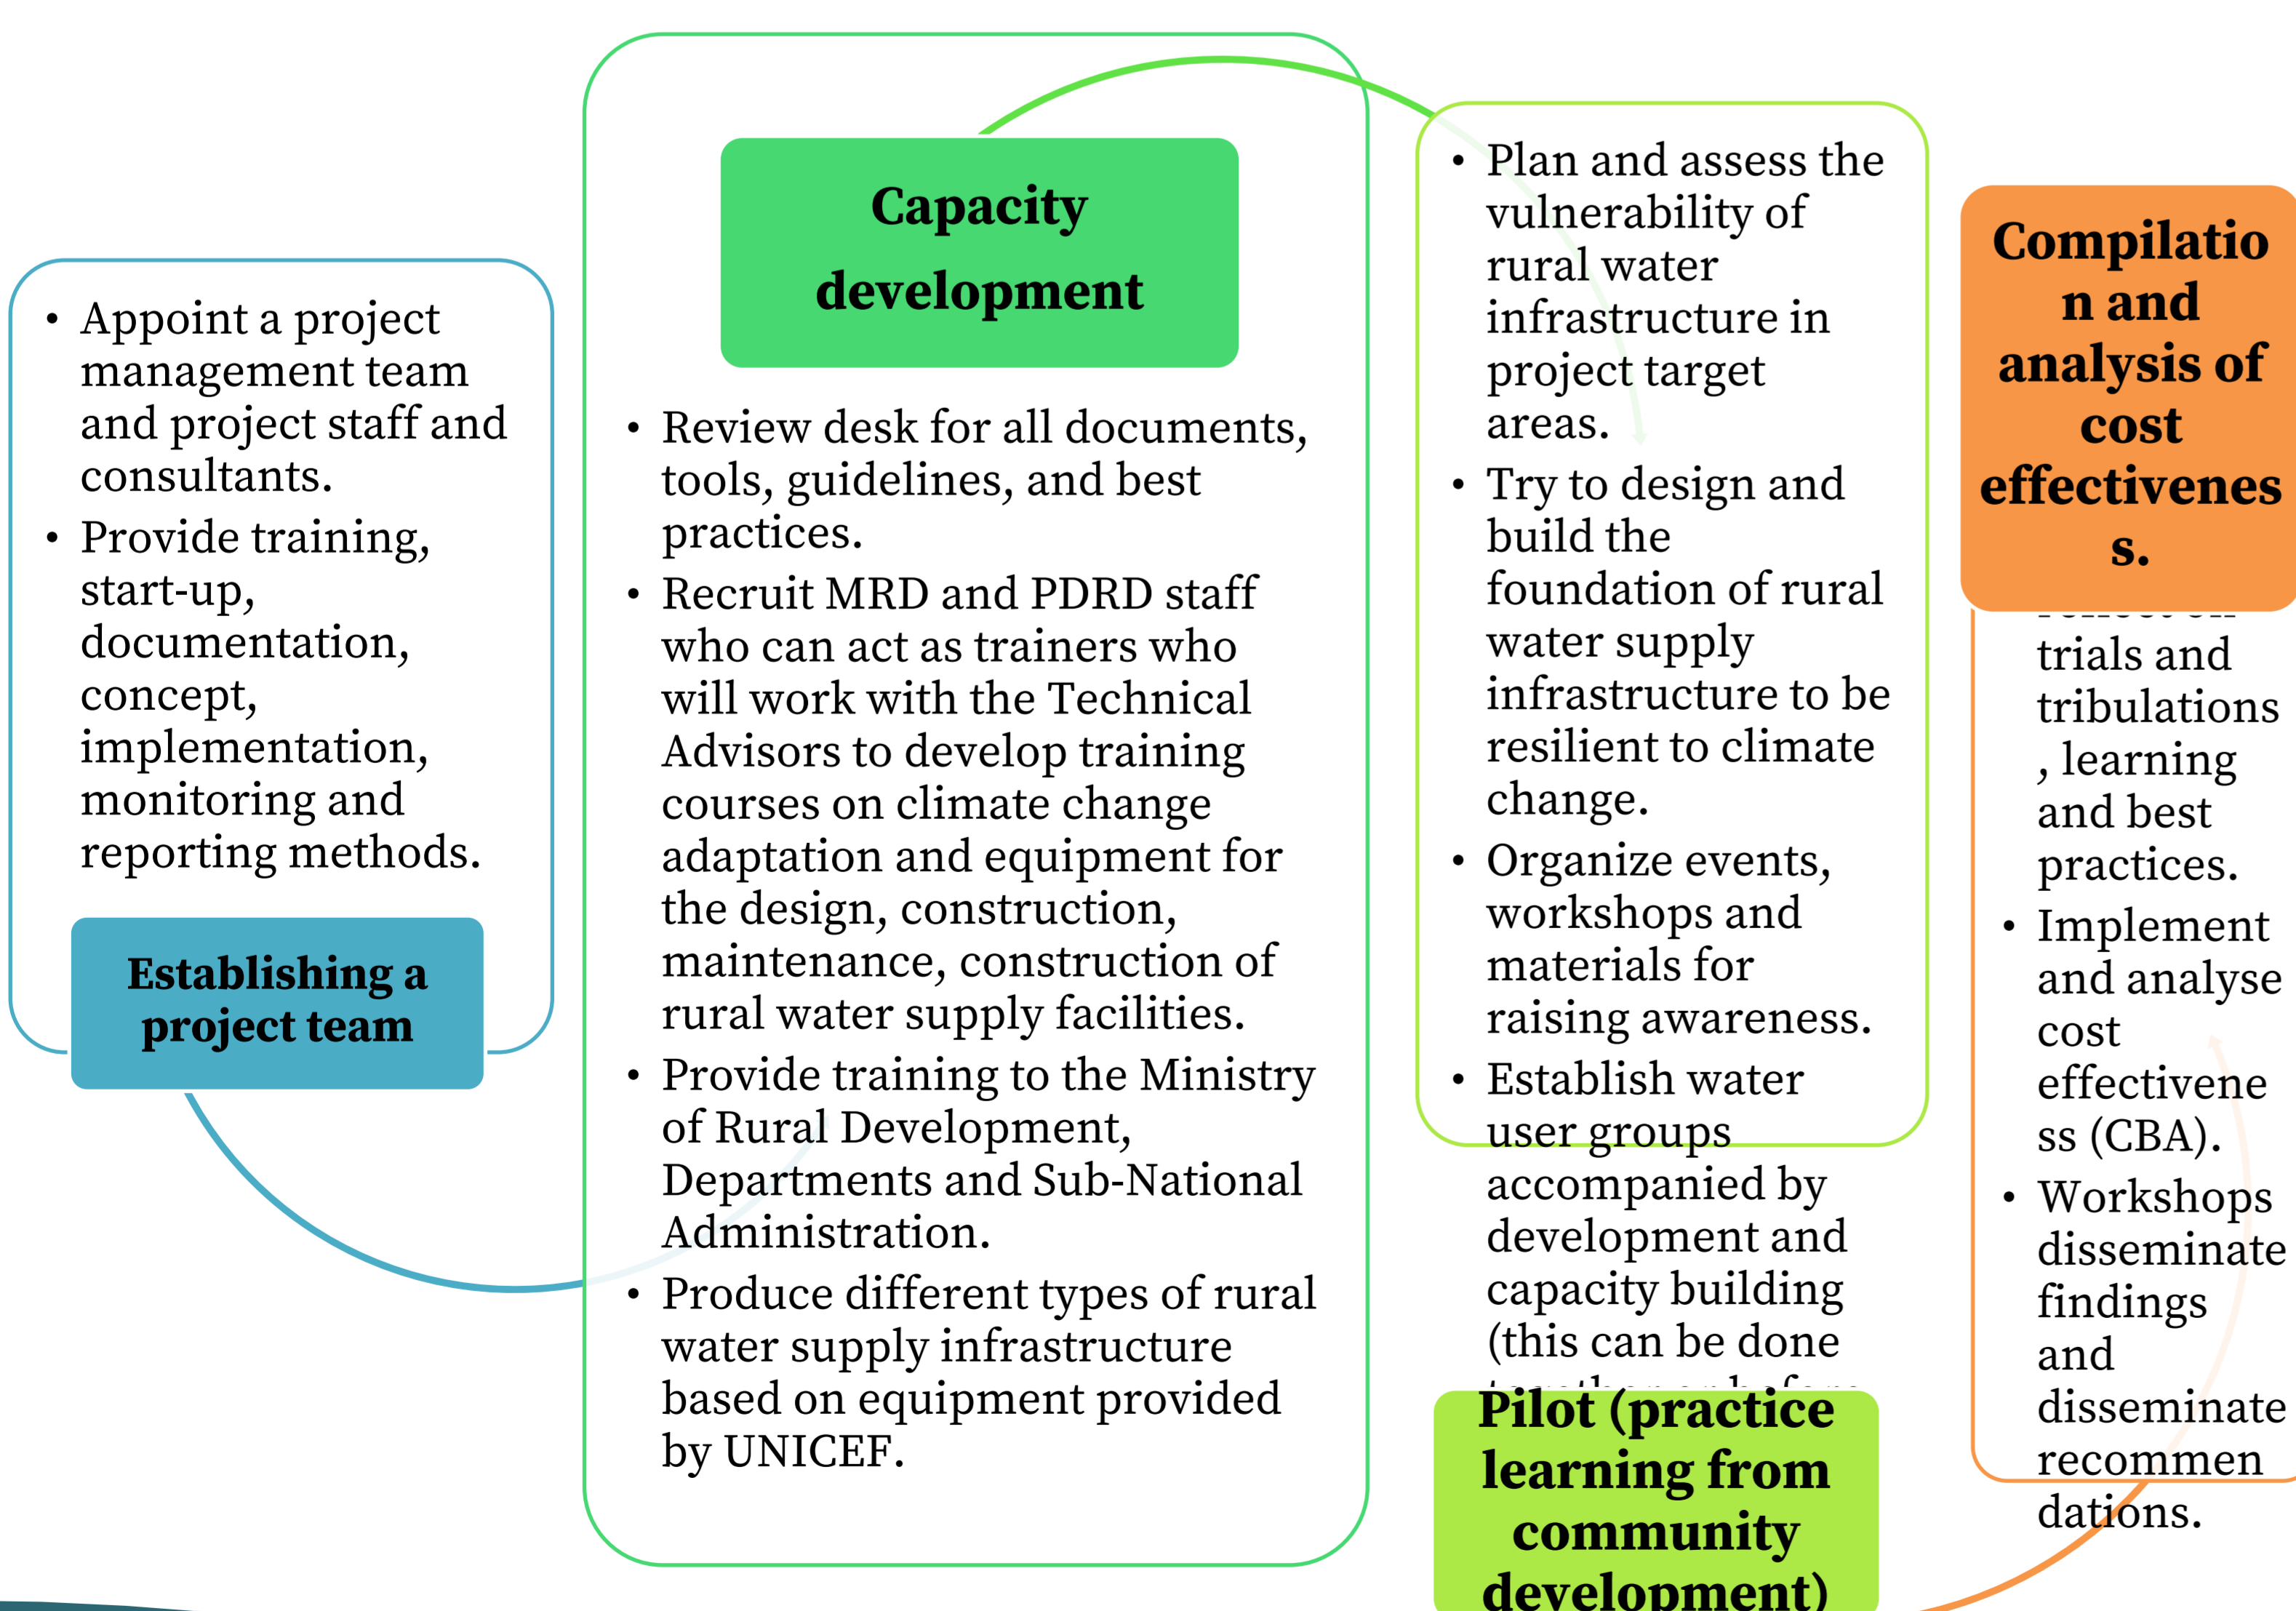 • Appoint a project
management team
and project staff and
consultants.
• Provide training,
start-up,
documentation,
concept,
implementation,
monitoring and
reporting methods.
Establishing a
project team
Capacity
development
• Review desk for all documents,
tools, guidelines, and best
practices.
• Recruit MRD and PDRD staff
who can act as trainers who
will work with the Technical
Advisors to develop training
courses on climate change
adaptation and equipment for
the design, construction,
maintenance, construction of
rural water supply facilities.
• Provide training to the Ministry
of Rural Development,
Departments and Sub-National
Administration.
• Produce different types of rural
water supply infrastructure
based on equipment provided
by UNICEF.
• Plan and assess the
vulnerability of
rural water
infrastructure in
project target
areas.
• Try to design and
build the
foundation of rural
water supply
infrastructure to be
resilient to climate
change.
• Organize events,
workshops and
materials for
raising awareness.
• Establish water
user groups
accompanied by
development and
capacity building
(this can be done
Pilot (practice
learning from
community
development)
Compilatio
n and
analysis of
cost
effectivenes
s.
trials and
tribulations
, learning
and best
practices.
• Implement
and analyse
cost
effectivene
ss (CBA).
• Workshops
disseminate
findings
and
disseminate
recommen
dations.